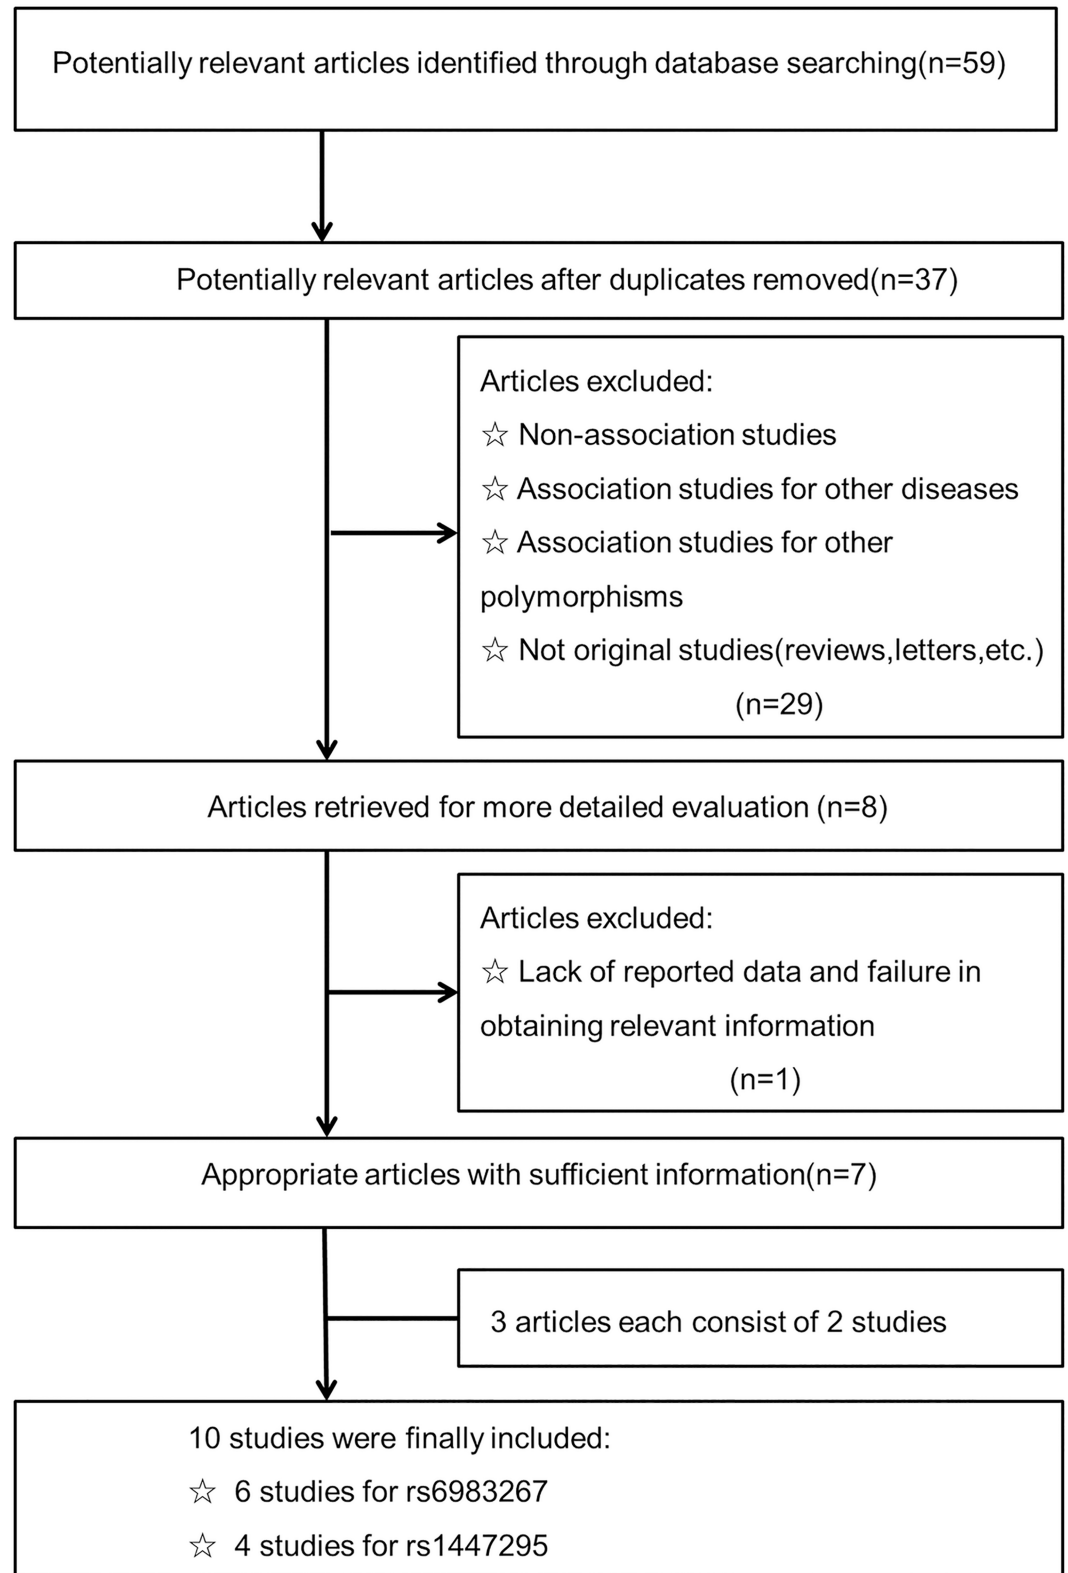 Potentially relevant articles identified through database searching(n=59)
Potentially relevant articles after duplicates removed(n=37)
Articles excluded:
☆ Non-association studies
☆ Association studies for other diseases
☆ Association studies for other
polymorphisms
☆ Not original studies(reviews,letters,etc.)
(n=29)
Articles retrieved for more detailed evaluation (n=8)
Articles excluded:
☆ Lack of reported data and failure in
obtaining relevant information
(n=1)
Appropriate articles with sufficient information(n=7)
3 articles each consist of 2 studies
10 studies were finally included:
☆ 6 studies for rs6983267
☆ 4 studies for rs1447295